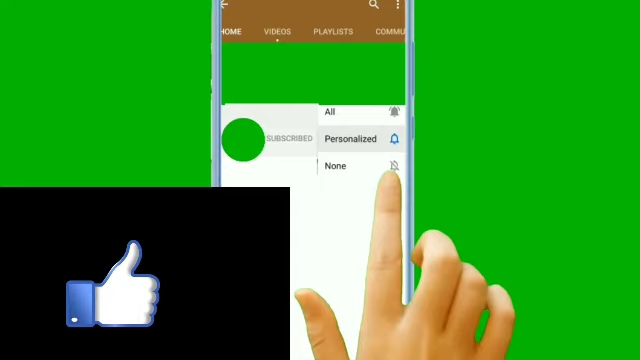 HOME VIDEOS PLAYLISTS COMMU
All
SUBSCRIBED Personalized
None